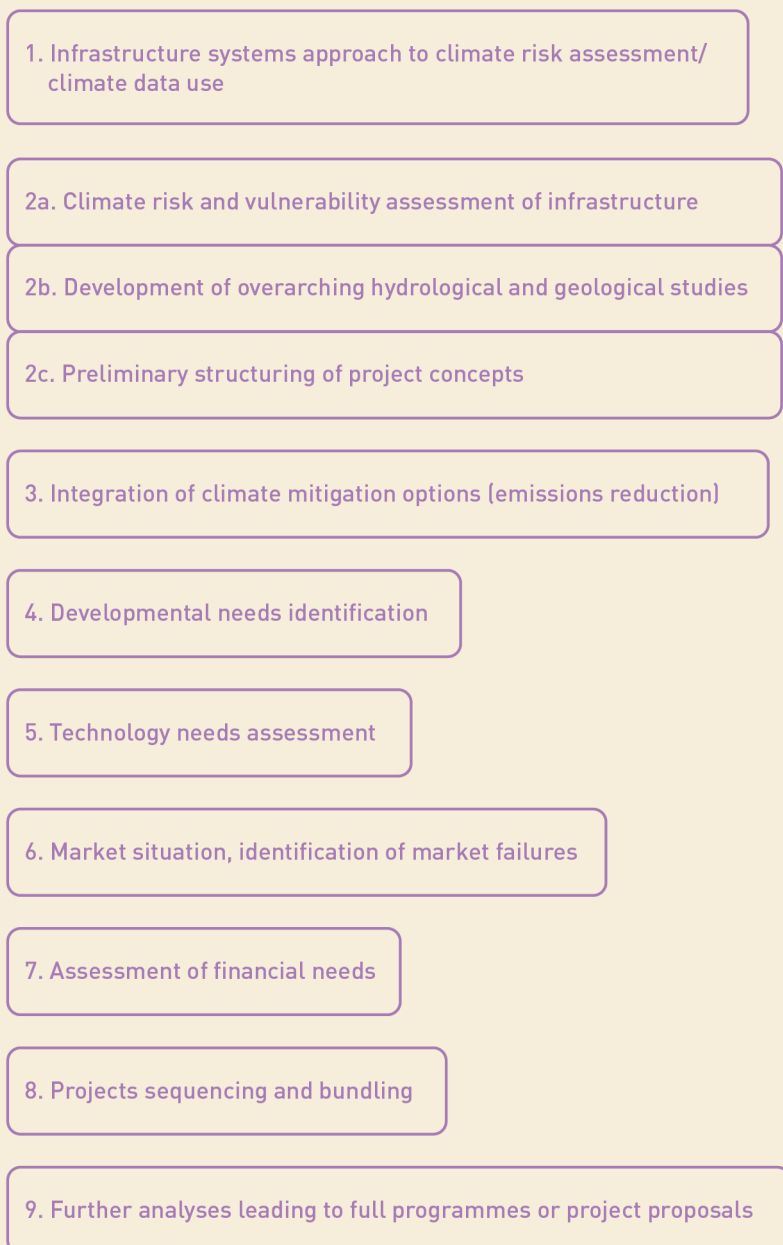 1. Infrastructure systems approach to climate risk assessment/
climate data use
2a. Climate risk and vulnerability assessment of infrastructure
2b. Development of overarching hydrological and geological studies
2c. Preliminary structuring of project concepts
3. Integration of climate mitigation options (emissions reduction)
4. Developmental needs identification
5. Technology needs assessment
6. Market situation, identification of market failures
7. Assessment of financial needs
8. Projects sequencing and bundling
9. Further analyses leading to full programmes or project proposals